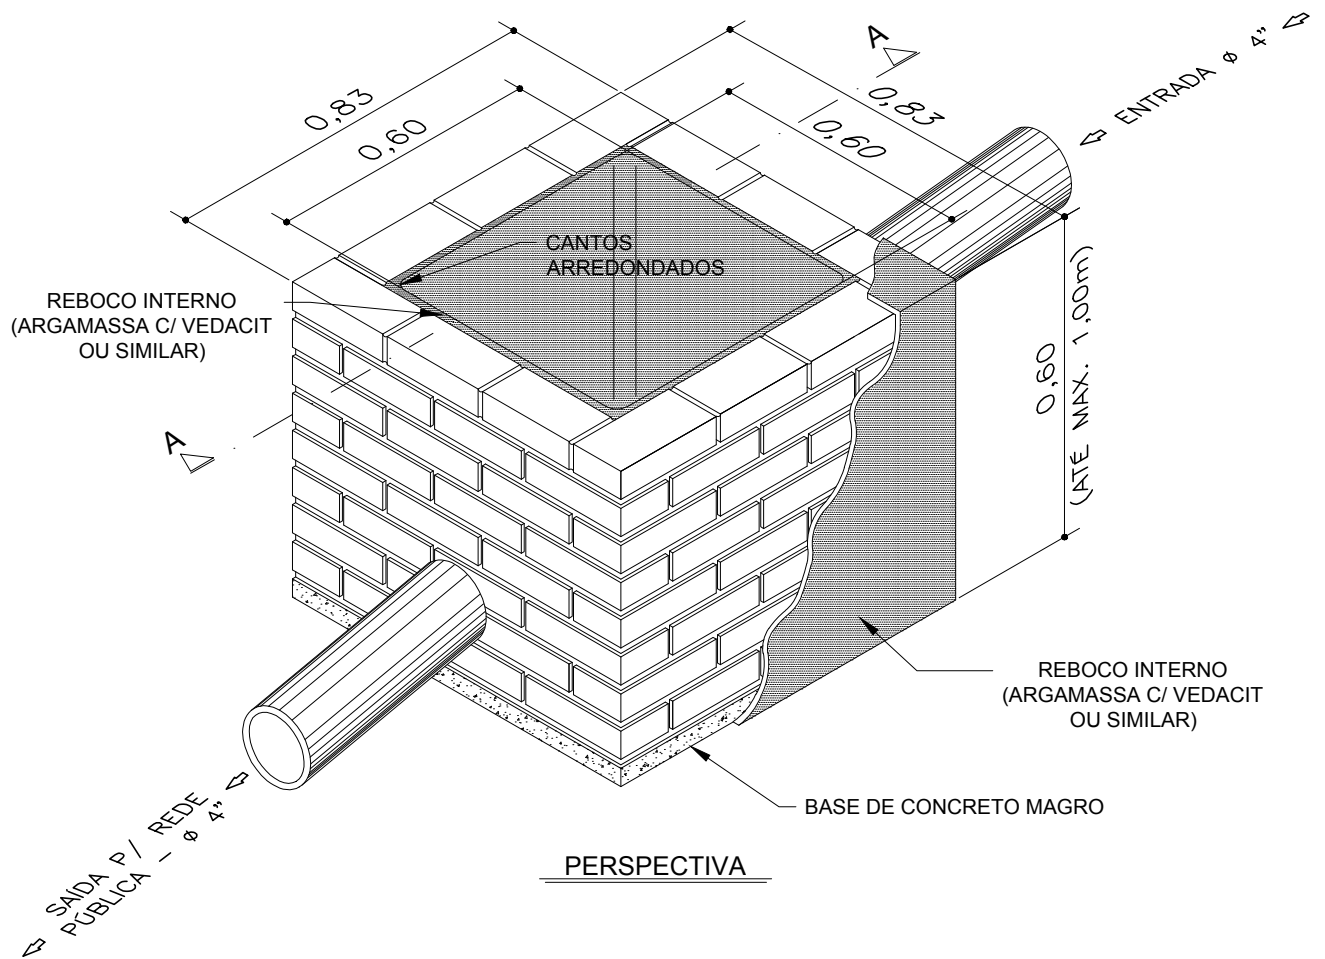 0,83
0,60
A
0,83
0,60
ENTRADA ø 4"
CANTOS
ARREDONDADOS
REBOCO INTERNO
(ARGAMASSA C/ VEDACIT
OU SIMILAR)
A
0,60
(ATÉ MAX. 1,00m)
REBOCO INTERNO
(ARGAMASSA C/ VEDACIT
OU SIMILAR)
BASE DE CONCRETO MAGRO
SAÍDA P/ REDE
PÚBLICA – ø 4"
PERSPECTIVA